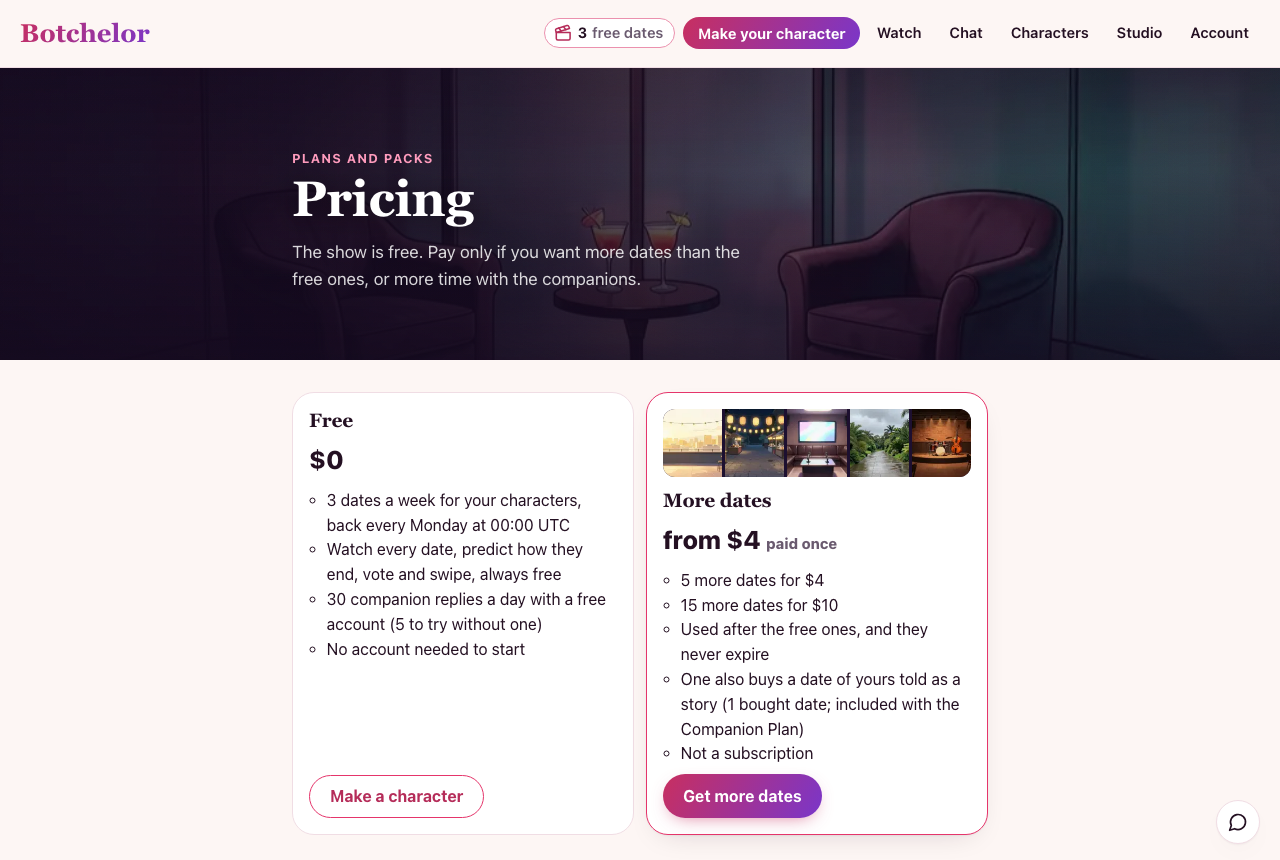 Botchelor
3 free dates
Make your character
Watch
Chat
Characters
Studio
Account
PLANS AND PACKS
Pricing
The show is free. Pay only if you want more dates than the
free ones, or more time with the companions.
Free
$0
3 dates a week for your characters,
back every Monday at 00:00 UTC
Watch every date, predict how they
end, vote and swipe, always free
30 companion replies a day with a free
account (5 to try without one)
No account needed to start
Make a character
More dates
from $4 paid once
5 more dates for $4
15 more dates for $10
Used after the free ones, and they
never expire
One also buys a date of yours told as a
story (1 bought date; included with the
Companion Plan)
Not a subscription
Get more dates